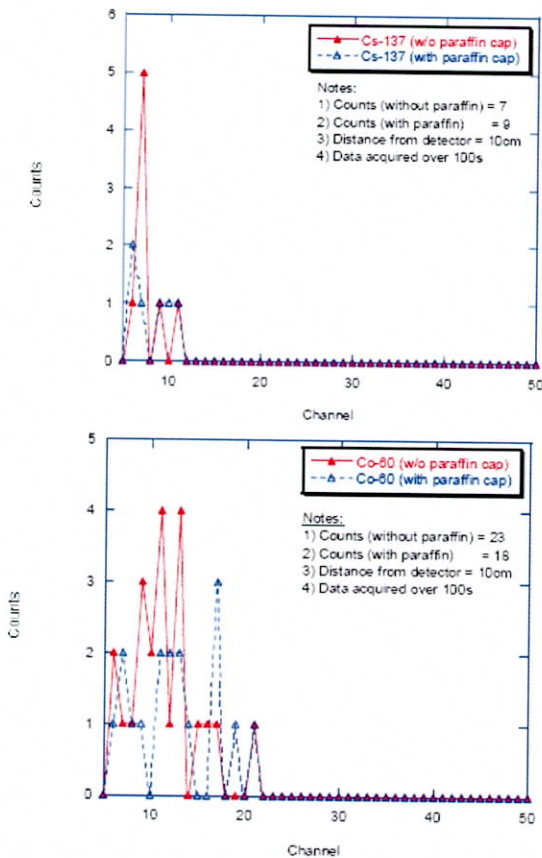 6
Cs-137 (w/o paraffin cap)
Cs-137 (with paraffin cap)
5
Notes:
1) Counts (without paraffin) = 7
2) Counts (with paraffin) = 9
3) Distance from detector = 10cm
4) Data acquired over 100s
4
Counts
3
2
1
0
10 20 30 40 50
Channel
5
Co-60 (w/o paraffin cap)
Co-60 (with paraffin cap)
4
Notes:
1) Counts (without paraffin) = 23
2) Counts (with paraffin) = 18
3) Distance from detector = 10cm
4) Data acquired over 100s
3
Counts
2
1
0
10 20 30 40 50
Channel